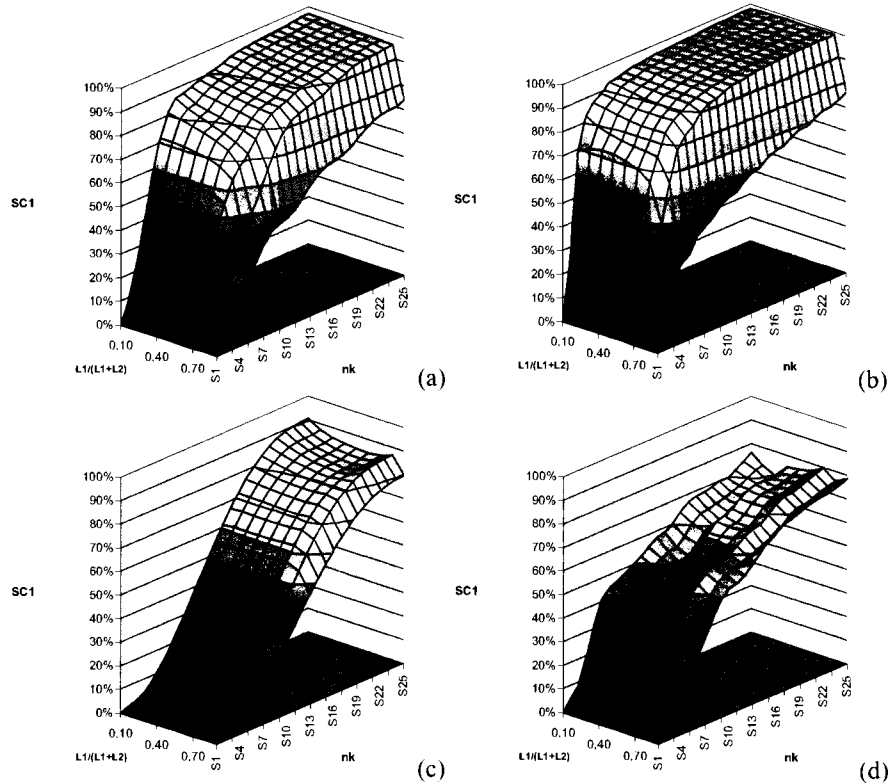 100%
90%
80%
70%
60%
50%
40%
30%
20%
10%
0%
SC1
0.10
0.40
0.70
L1/(L1+L2)
S1
S4
S7
S10
S13
S16
S19
S22
S25
nk
(a)
100%
90%
80%
70%
60%
50%
40%
30%
20%
10%
0%
SC1
0.10
0.40
0.70
L1/(L1+L2)
S1
S4
S7
S10
S13
S16
S19
S22
S25
nk
(b)
100%
90%
80%
70%
60%
50%
40%
30%
20%
10%
0%
SC1
0.10
0.40
0.70
L1/(L1+L2)
S1
S4
S7
S10
S13
S16
S19
S22
S25
nk
(c)
100%
90%
80%
70%
60%
50%
40%
30%
20%
10%
0%
SC1
0.10
0.40
0.70
L1/(L1+L2)
S1
S4
S7
S10
S13
S16
S19
S22
S25
nk
(d)